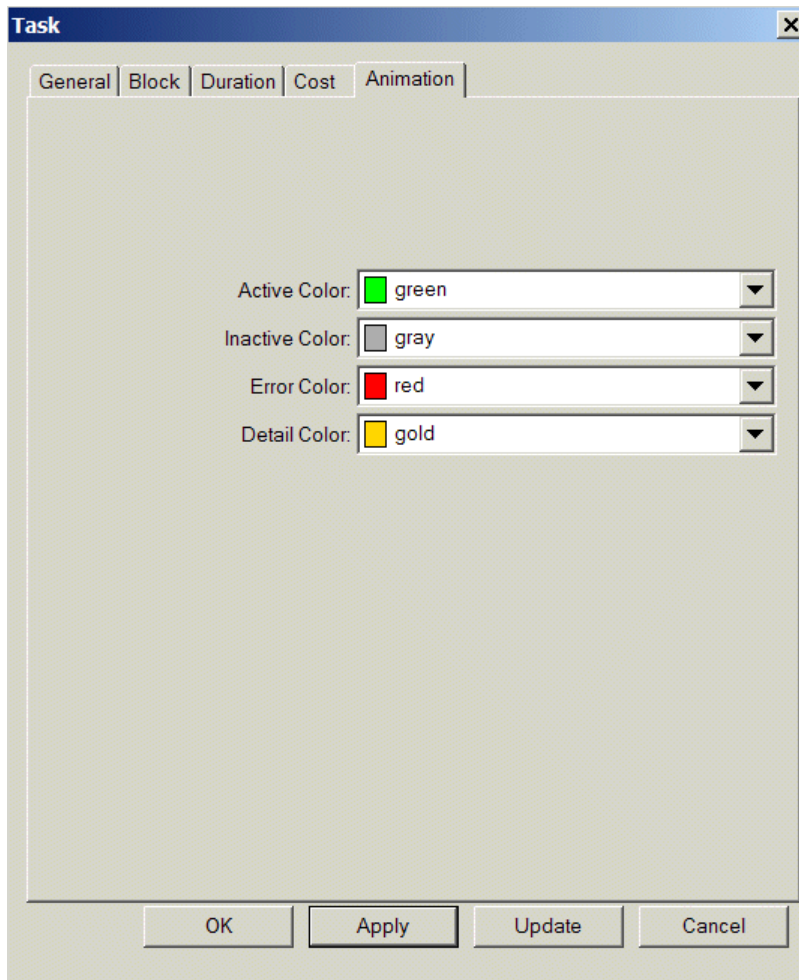 Task
General Block Duration Cost Animation
Active Color: green
Inactive Color: gray
Error Color: red
Detail Color: gold
OK Apply Update Cancel